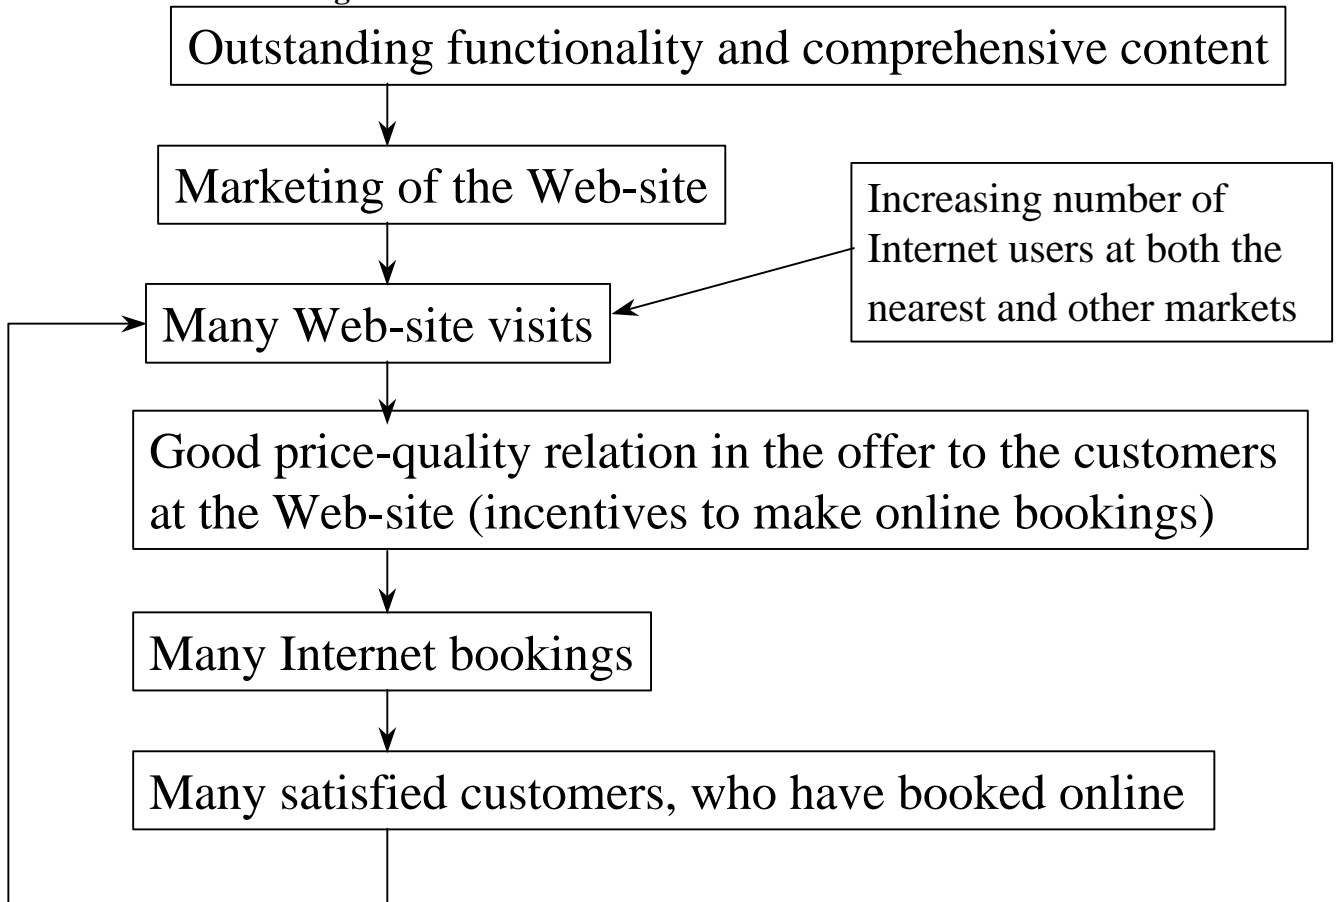 Outstanding functionality and comprehensive content
Marketing of the Web-site
Increasing number of
Internet users at both the
nearest and other markets
Many Web-site visits
Good price-quality relation in the offer to the customers
at the Web-site (incentives to make online bookings)
Many Internet bookings
Many satisfied customers, who have booked online